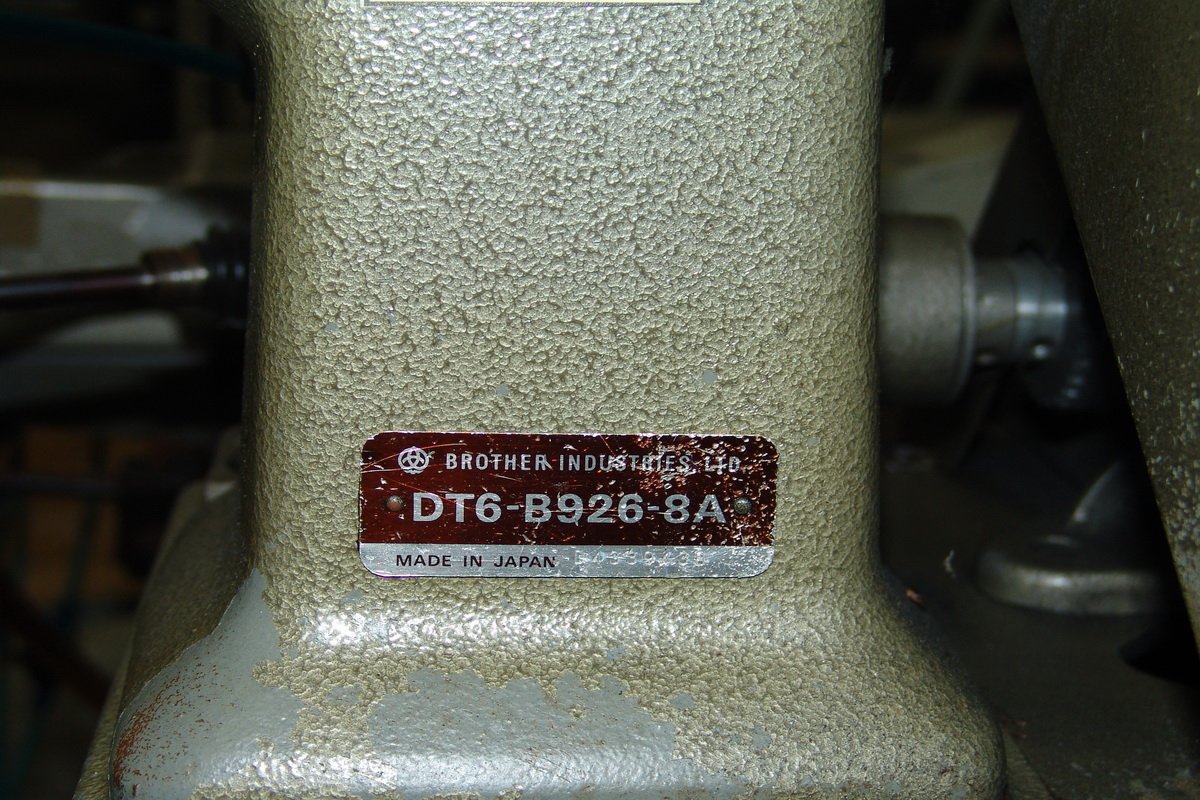 BROTHER INDUSTRIES, LTD.
DT6-B926-8A
MADE IN JAPAN